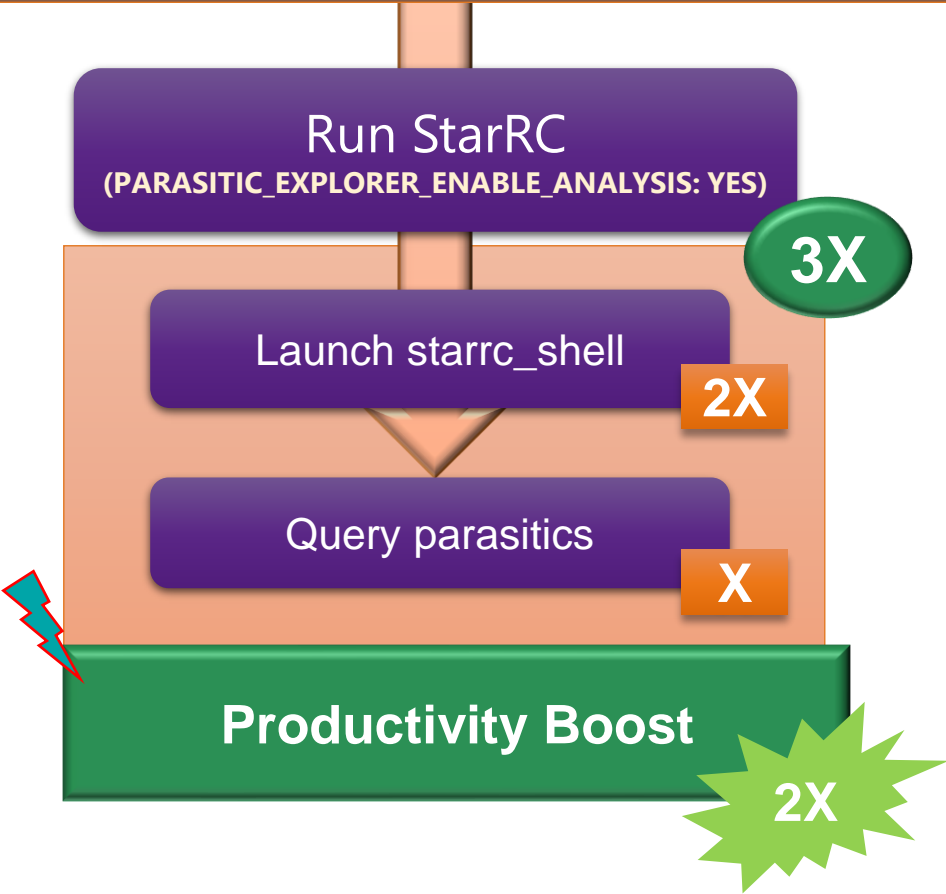 Run StarRC
(PARASITIC_EXPLORER_ENABLE_ANALYSIS: YES)
3X
Launch starrc_shell
2X
Query parasitics
X
Productivity Boost
2X